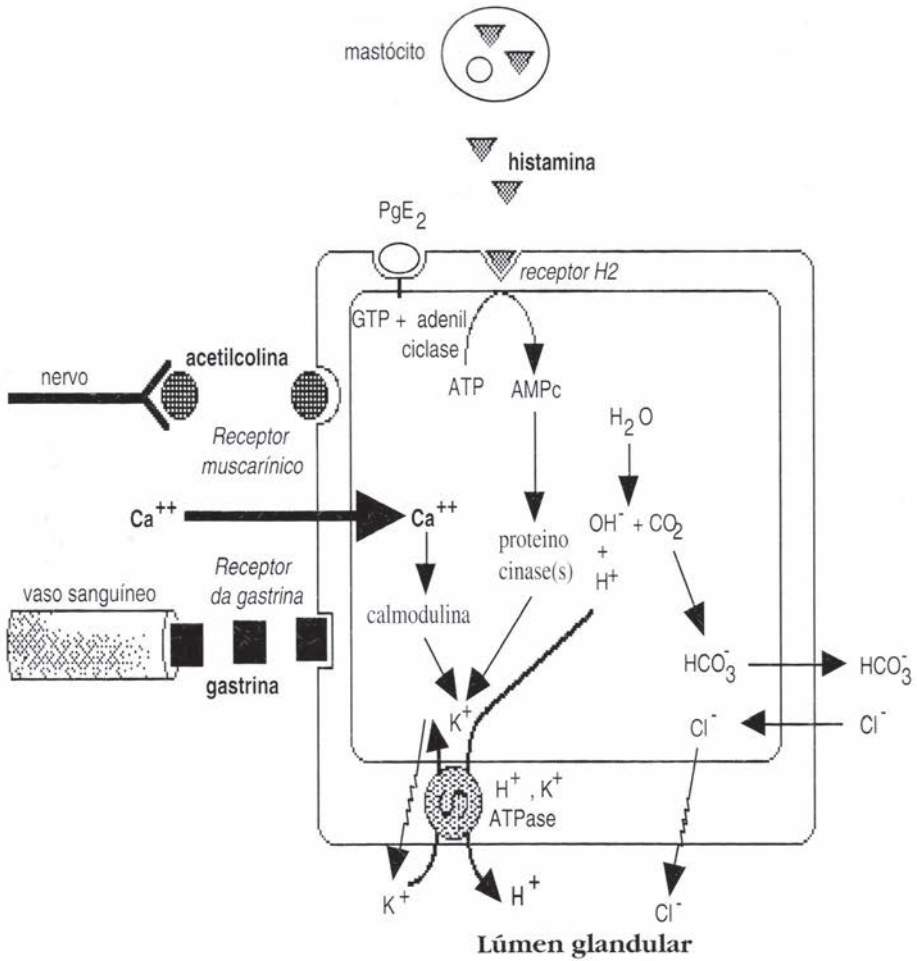 mastócito
histamina
PgE₂
receptor H2
GTP + adenil
ciclase
ATP
AMPc
nervo
acetilcolina
Receptor
muscarínico
H₂O
Ca⁺⁺
Ca⁺⁺
OH⁻ + CO₂
+
H⁺
proteino
cinase(s)
vaso sanguíneo
Receptor
da gastrina
calmodulina
gastrina
HCO₃⁻
HCO₃⁻
K⁺
Cl⁻
Cl⁻
H⁺ , K⁺
ATPase
K⁺
H⁺
Cl⁻
Lúmen glandular